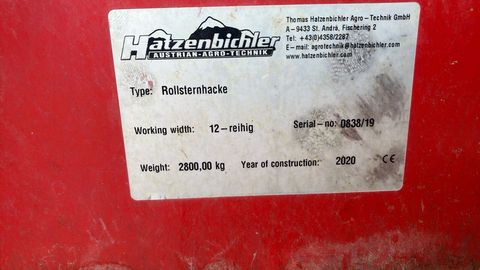 Hatzenbichler
AUSTRIAN-AGRO-TECHNIK
Thomas Hatzenbichler Agro – Technik GmbH
A – 9433 St. Andrä, Fischering 2
Tel: +43(0)4358/2287
E – mail: agrotechnik@hatzenbichler.com
www.hatzenbichler.com
Type: Rollsternhacke
Working width: 12–reihig Serial–no: 0838/19
Weight: 2800,00 kg Year of construction: 2020 CE